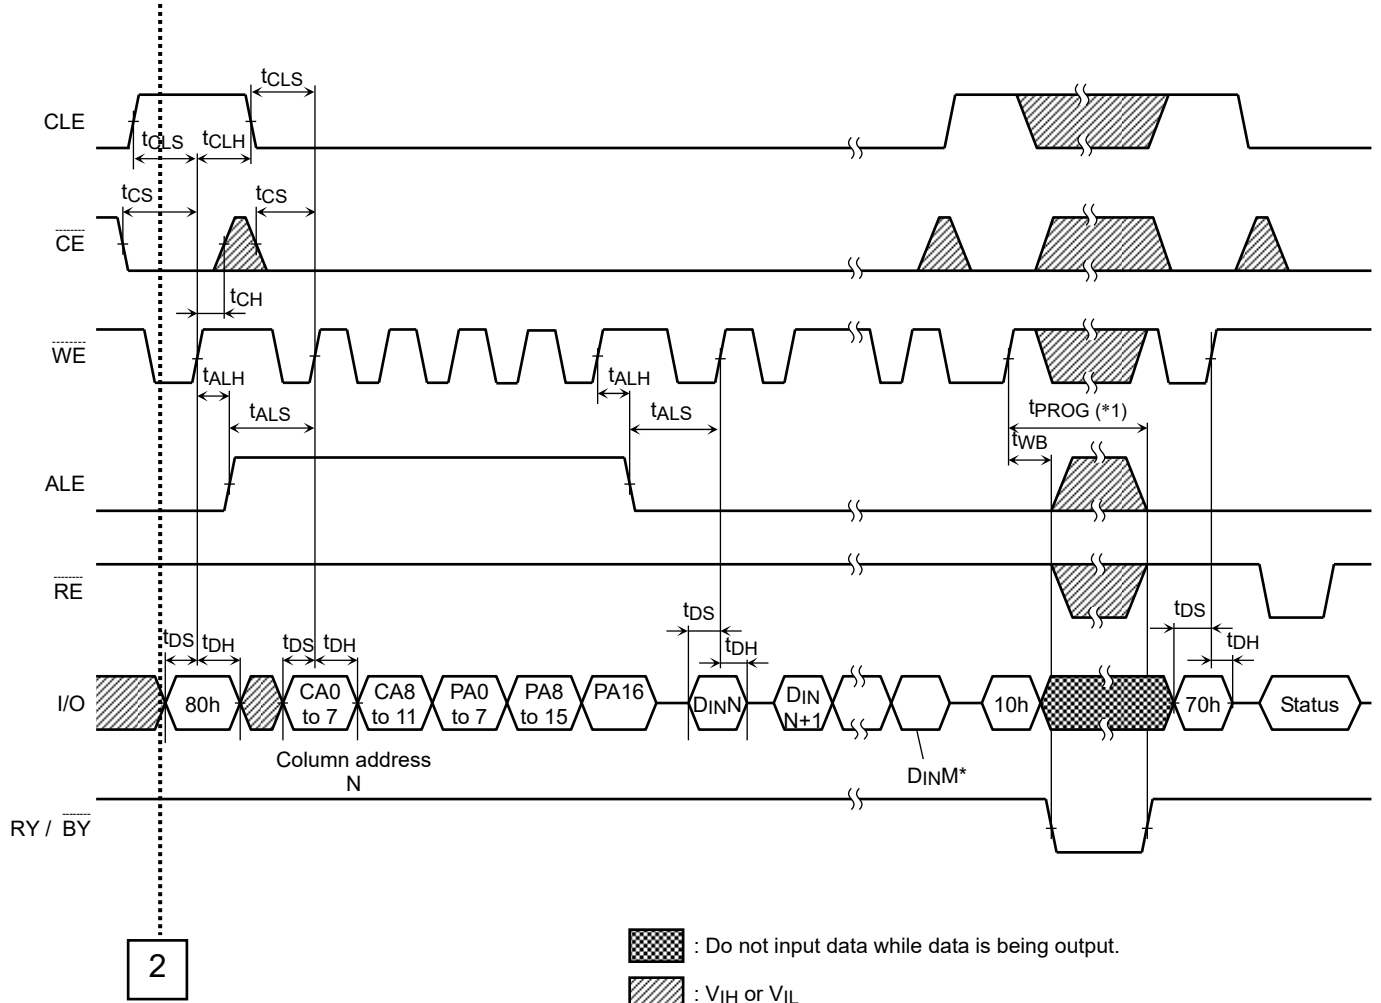 tCLS
CLE
tCLS
tCLH
tCS
tCS
CE
tCH
WE
tALH
tALH
tALS
tALS
tPROG (*1)
tWB
ALE
RE
tDS
tDH
tDS
tDH
tDS
tDH
tDS
tDH
I/O
80h
CA0 to 7
CA8 to 11
PA0 to 7
PA8 to 15
PA16
DINN
DIN N+1
10h
70h
Status
Column address
N
DINM*
RY / BY
2
: Do not input data while data is being output.
: VIH or VIL